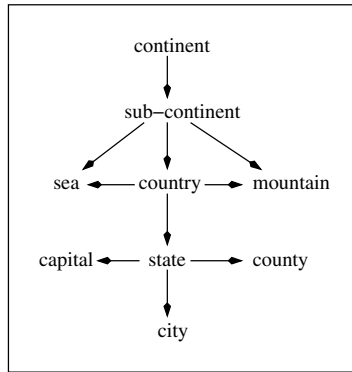 continent
sub−continent
sea country mountain
capital state county
city